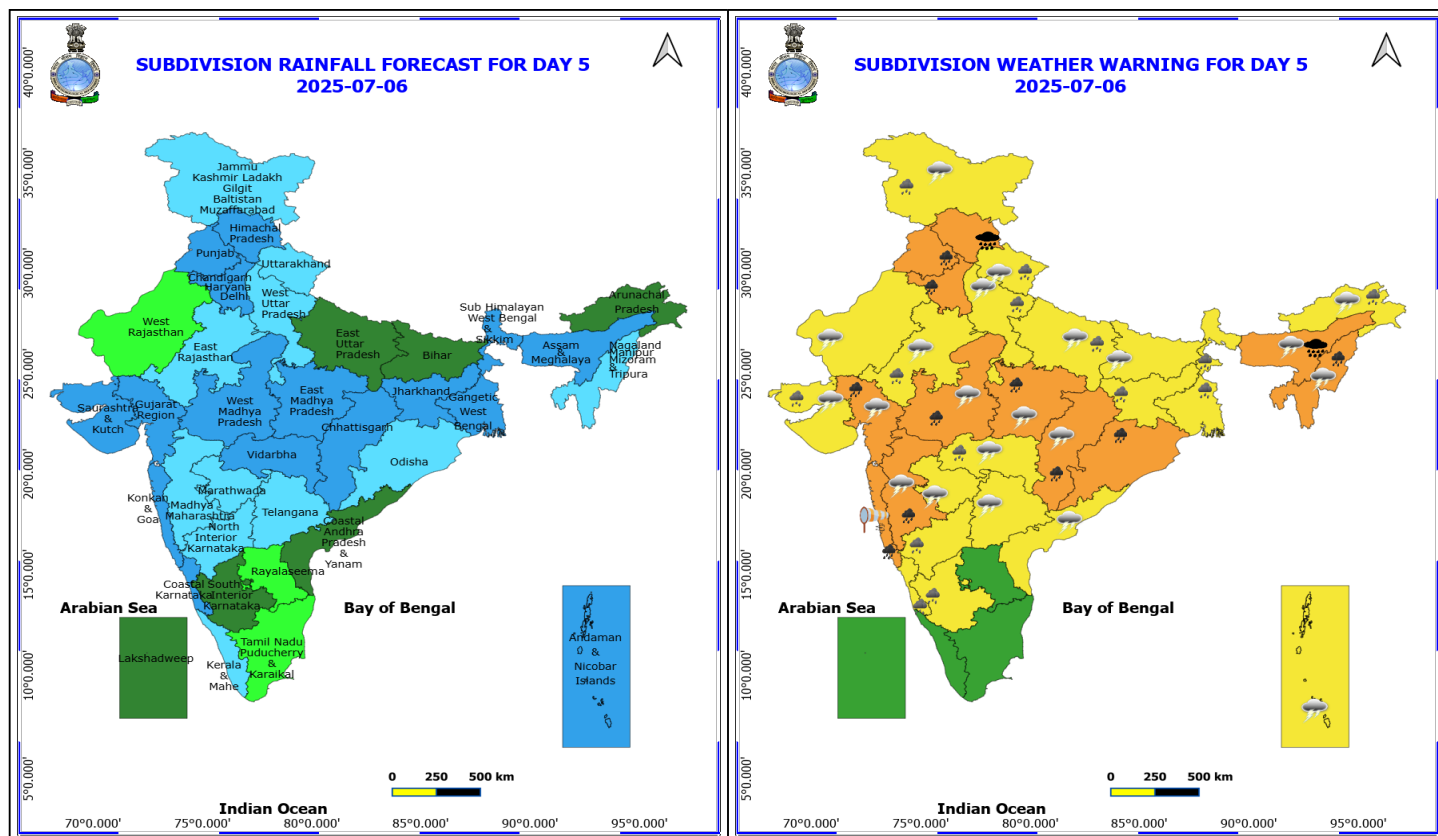 SUBDIVISION RAINFALL FORECAST FOR DAY 5
2025-07-06
40°0.000'
35°0.000'
30°0.000'
25°0.000'
20°0.000'
15°0.000'
10°0.000'
5°0.000'
Jammu
Kashmir Ladakh
Gilgit
Baltistan
Muzaffarabad
Himachal
Pradesh
Punjab
Uttarakhand
Chandigarh
Haryana
Delhi
West
Uttar
Pradesh
West
Rajasthan
East
Rajasthan
East
Uttar
Pradesh
Bihar
Sub Himalayan
West Bengal
&
Sikkim
Arunachal
Pradesh
Assam
&
Meghalaya
Nagaland
Manipur
Mizoram
&
Tripura
Saurashtra
&
Kutch
Gujarat
Region
West
Madhya
Pradesh
East
Madhya
Pradesh
Jharkhand
Gangetic
West
Bengal
Chhattisgarh
Vidarbha
Odisha
Konkan
&
Goa
Madhya
Maharashtra
Marathwada
Telangana
North
Interior
Karnataka
Coastal
Andhra
Pradesh
&
Yanam
Rayalaseema
Coastal
Karnataka
South
Interior
Karnataka
Tamil Nadu
Puducherry
&
Karaikal
Kerala
&
Mahe
Lakshadweep
Andaman
&
Nicobar
Islands
Arabian Sea
Bay of Bengal
Indian Ocean
0 250 500 km
70°0.000' 75°0.000' 80°0.000' 85°0.000' 90°0.000' 95°0.000'
SUBDIVISION WEATHER WARNING FOR DAY 5
2025-07-06
40°0.000'
35°0.000'
30°0.000'
25°0.000'
20°0.000'
15°0.000'
10°0.000'
5°0.000'
Arabian Sea
Bay of Bengal
Indian Ocean
0 250 500 km
70°0.000' 75°0.000' 80°0.000' 85°0.000' 90°0.000' 95°0.000'